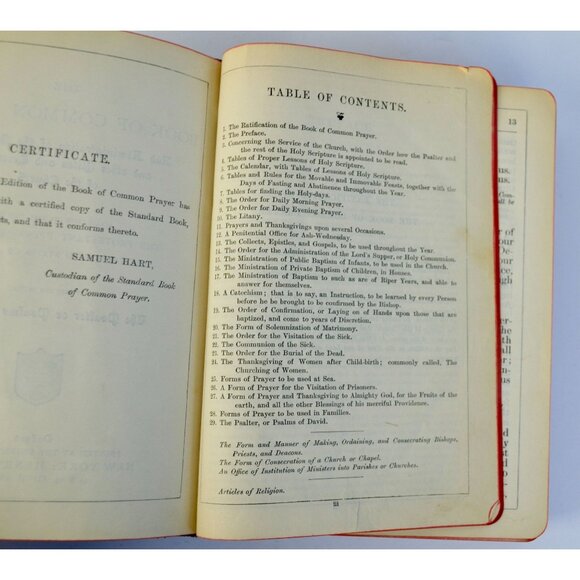 CERTIFICATE.
Edition of the Book of Common Prayer has
with a certified copy of the Standard Book,
ts, and that it conforms thereto.
SAMUEL HART,
Custodian of the Standard Book
of Common Prayer.
TABLE OF CONTENTS.
1. The Ratification of the Book of Common Prayer.
2. The Preface.
3. Concerning the Service of the Church, with the Order how the Psalter and
the rest of the Holy Scripture is appointed to be read.
4. Tables of Proper Lessons of Holy Scripture.
5. The Calendar, with Tables of Lessons of Holy Scripture.
6. Tables and Rules for the Movable and Immovable Feasts, together with the
Days of Fasting and Abstinence throughout the Year.
7. Tables for finding the Holy-days.
8. The Order for Daily Morning Prayer.
9. The Order for Daily Evening Prayer.
10. The Litany.
11. Prayers and Thanksgivings upon several Occasions.
12. A Penitential Office for Ash-Wednesday.
13. The Collects, Epistles, and Gospels, to be used throughout the Year.
14. The Order for the Administration of the Lord's Supper, or Holy Communion.
15. The Ministration of Public Baptism of Infants, to be used in the Church.
16. The Ministration of Private Baptism of Children, in Houses.
17. The Ministration of Baptism to such as are of Riper Years, and able to
answer for themselves.
18. A Catechism; that is to say, an Instruction, to be learned by every Person
before he be brought to be confirmed by the Bishop.
19. The Order of Confirmation, or Laying on of Hands upon those that are
baptized, and come to years of Discretion.
20. The Form of Solemnization of Matrimony.
21. The Order for the Visitation of the Sick.
22. The Communion of the Sick.
23. The Order for the Burial of the Dead.
24. The Thanksgiving of Women after Child-birth; commonly called, The
Churching of Women.
25. Forms of Prayer to be used at Sea.
26. A Form of Prayer for the Visitation of Prisoners.
27. A Form of Prayer and Thanksgiving to Almighty God, for the Fruits of the
earth, and all the other Blessings of his merciful Providence.
28. Forms of Prayer to be used in Families.
29. The Psalter, or Psalms of David.
The Form and Manner of Making, Ordaining, and Consecrating Bishops,
Priests, and Deacons.
The Form of Consecration of a Church or Chapel.
An Office of Institution of Ministers into Parishes or Churches.
Articles of Religion.
13